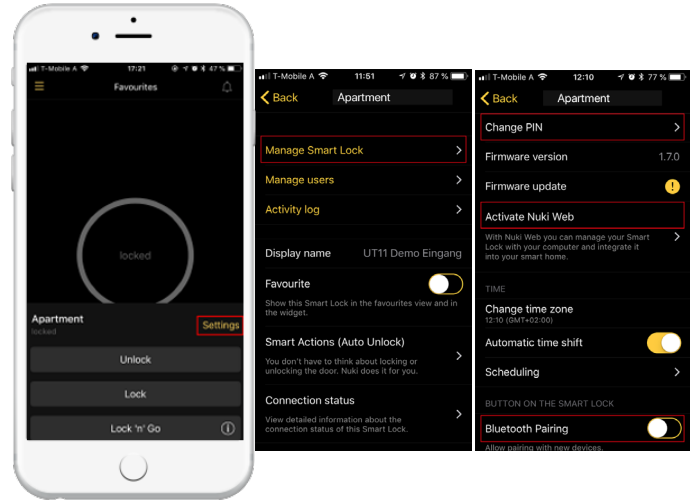 T-Mobile A
17:21
47 %
Favourites
locked
Apartment
locked
Settings
Unlock
Lock
Lock 'n' Go
T-Mobile A
11:51
87 %
Back
Apartment
Manage Smart Lock
Manage users
Activity log
Display name
UT11 Demo Eingang
Favourite
Show this Smart Lock in the favourites view and in
the widget.
Smart Actions (Auto Unlock)
You don't have to think about locking or
unlocking the door. Nuki does it for you.
Connection status
View detailed information about the
connection status of this Smart Lock.
T-Mobile A
12:10
77 %
Back
Apartment
Change PIN
Firmware version
1.7.0
Firmware update
Activate Nuki Web
With Nuki Web you can manage your Smart
Lock with your computer and integrate it
into your smart home.
TIME
Change time zone
12:10 (GMT+02:00)
Automatic time shift
Scheduling
BUTTON ON THE SMART LOCK
Bluetooth Pairing
Allow pairing with new devices.